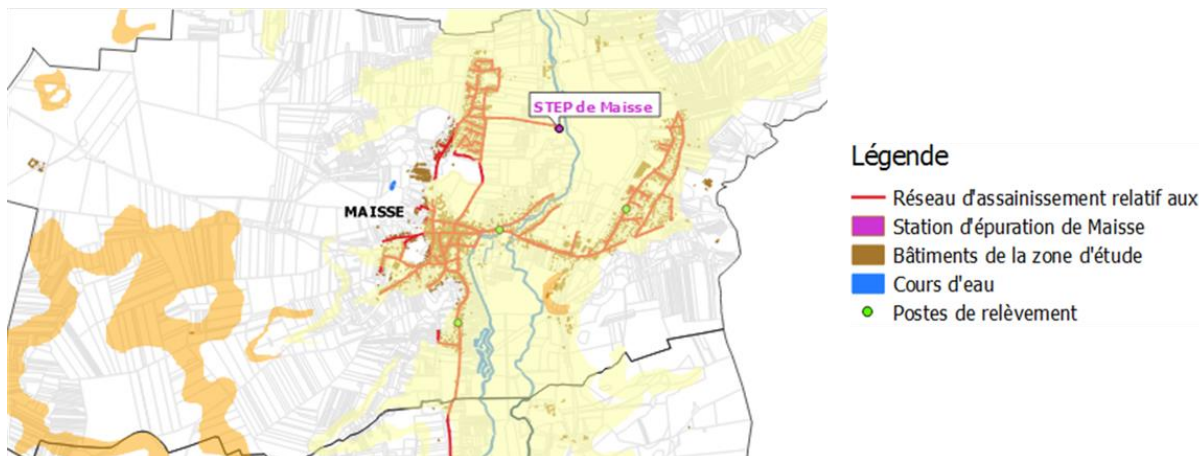 STEP de Maisse
MAISSE
Légende
Réseau d'assainissement relatif aux
Station d'épuration de Maisse
Bâtiments de la zone d'étude
Cours d'eau
Postes de relèvement